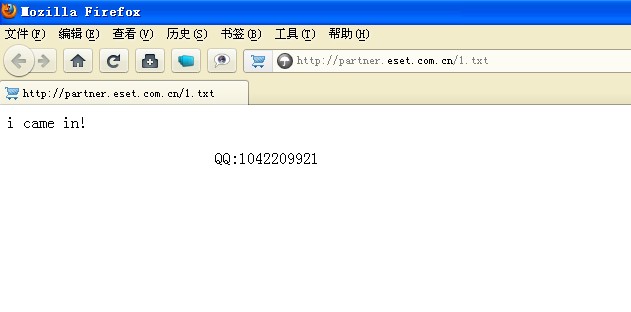 Mozilla Firefox
文件(F) 编辑(E) 查看(V) 历史(S) 书签(B) 工具(T) 帮助(H)
http://partner.eset.com.cn/1.txt
http://partner.eset.com.cn/1.txt
i came in!
QQ:1042209921